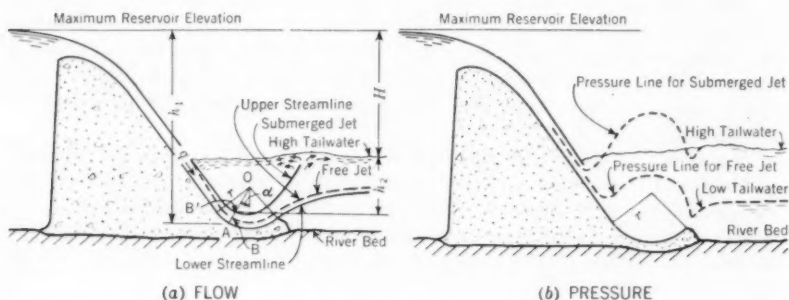 Maximum Reservoir Elevation
h₁
H
Upper Streamline
Submerged Jet
High Tailwater
Free Jet
q
O
r
α
h₂
B'
A
B
River Bed
Lower Streamline
(a) FLOW
Maximum Reservoir Elevation
Pressure Line for Submerged Jet
High Tailwater
Pressure Line for Free Jet
Low Tailwater
r
River Bed
(b) PRESSURE